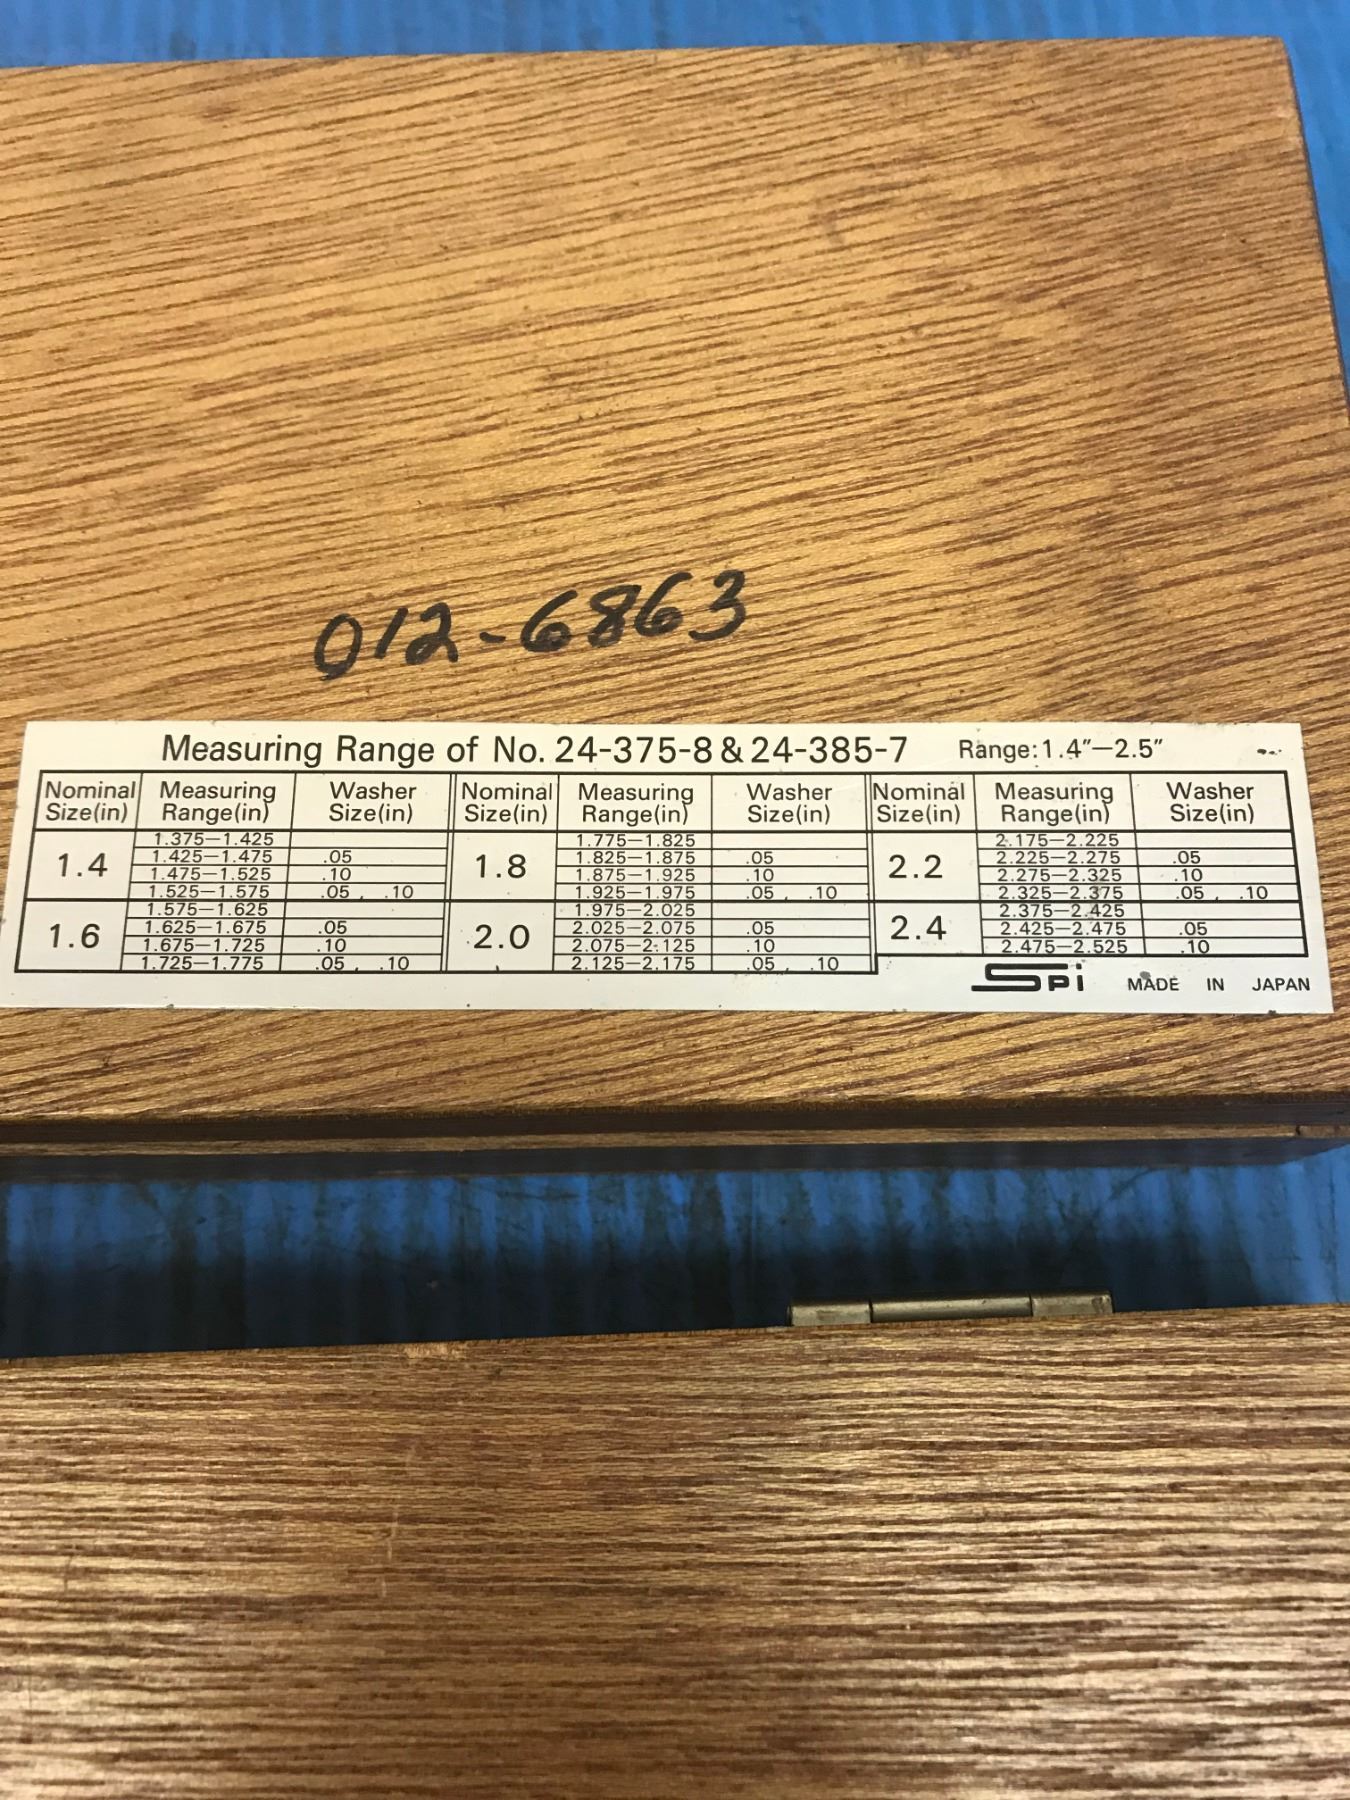 012-6863
Measuring Range of No. 24-375-8 & 24-385-7 Range: 1.4"—2.5"
Nominal Size(in) Measuring Range(in) Washer Size(in) Nominal Size(in) Measuring Range(in) Washer Size(in) Nominal Size(in) Measuring Range(in) Washer Size(in)
1.4 1.375—1.425 1.8 1.775—1.825 2.2 2.175—2.225
1.425—1.475 .05 1.825—1.875 .05 2.225—2.275 .05
1.475—1.525 .10 1.875—1.925 .10 2.275—2.325 .10
1.525—1.575 .05 , .10 1.925—1.975 .05 , .10 2.325—2.375 .05 , .10
1.6 1.575—1.625 2.0 1.975—2.025 2.4 2.375—2.425
1.625—1.675 .05 2.025—2.075 .05 2.425—2.475 .05
1.675—1.725 .10 2.075—2.125 .10 2.475—2.525 .10
1.725—1.775 .05 , .10 2.125—2.175 .05 , .10
SPi MADE IN JAPAN